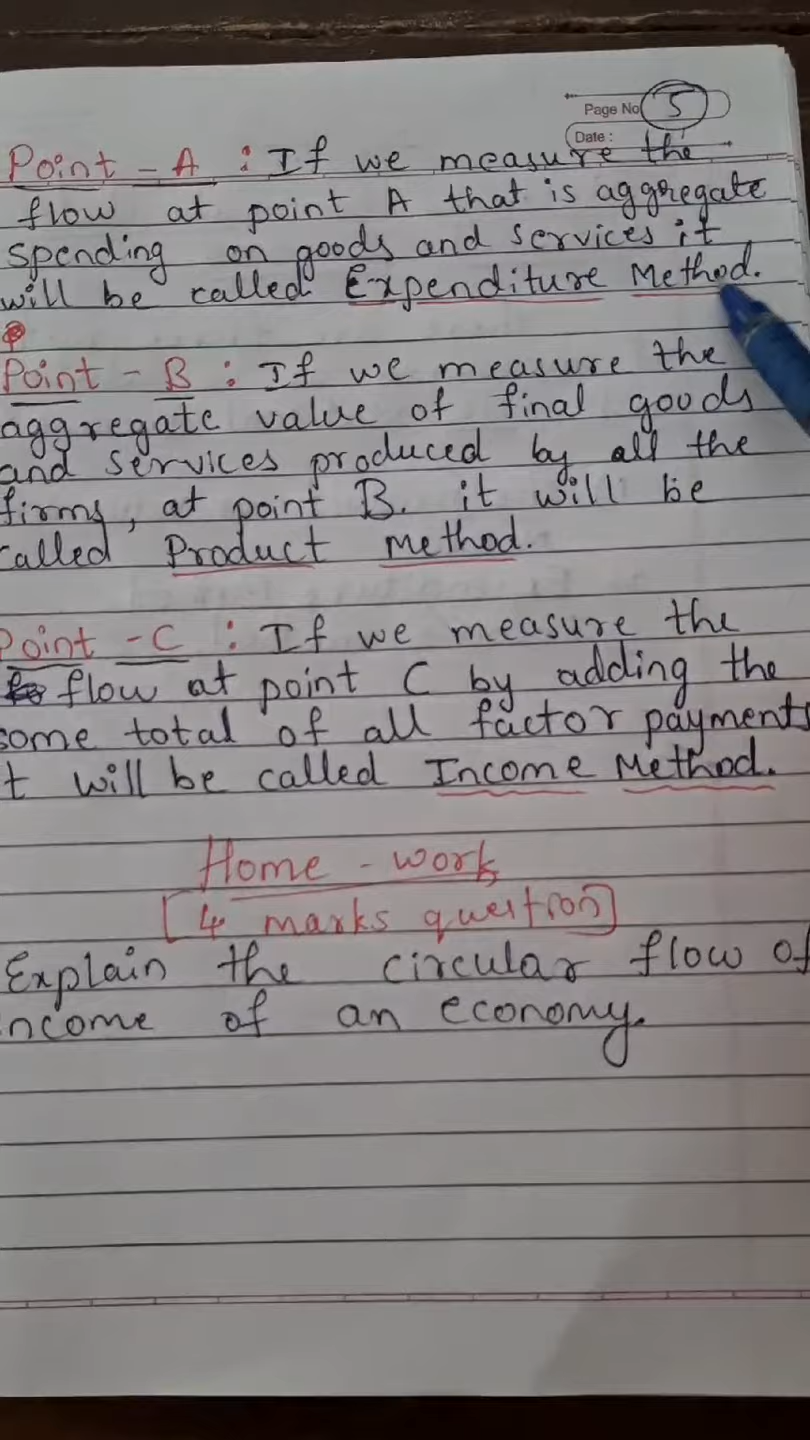 Page No 5
Date :
Point - A : If we measure the
flow at point A that is aggregate
spending on goods and services it
will be called Expenditure Method.
Point - B : If we measure the
aggregate value of final goods
and services produced by all the
firms, at point B. it will be
called Product Method.
Point - C : If we measure the
flow at point C by adding the
some total of all factor payments
t will be called Income Method.
Home - work
[4 marks question]
Explain the circular flow of
ncome of an economy.